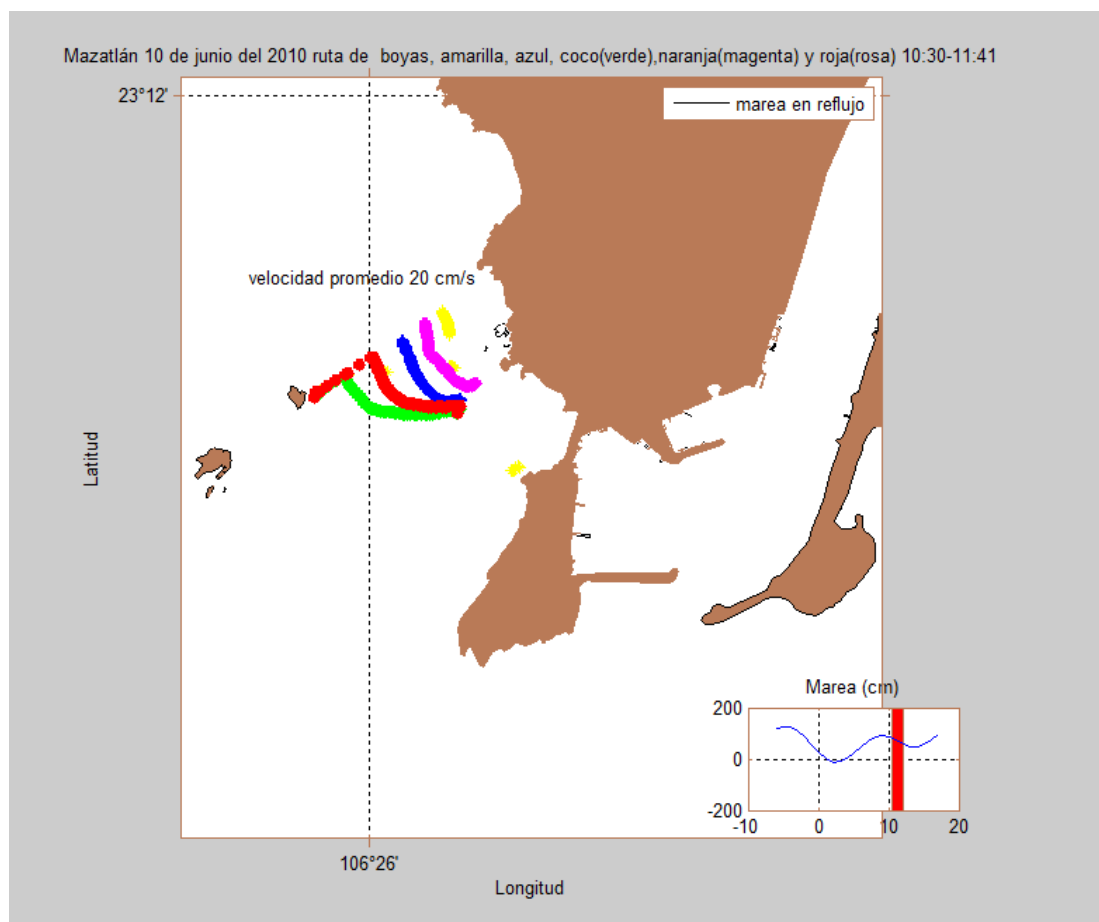 Mazatlán 10 de junio del 2010 ruta de  boyas, amarilla, azul, coco(verde),naranja(magenta) y roja(rosa) 10:30-11:41
23°12'
marea en reflujo
velocidad promedio 20 cm/s
Latitud
Marea (cm)
200
0
-200
-10 0 10 20
106°26'
Longitud